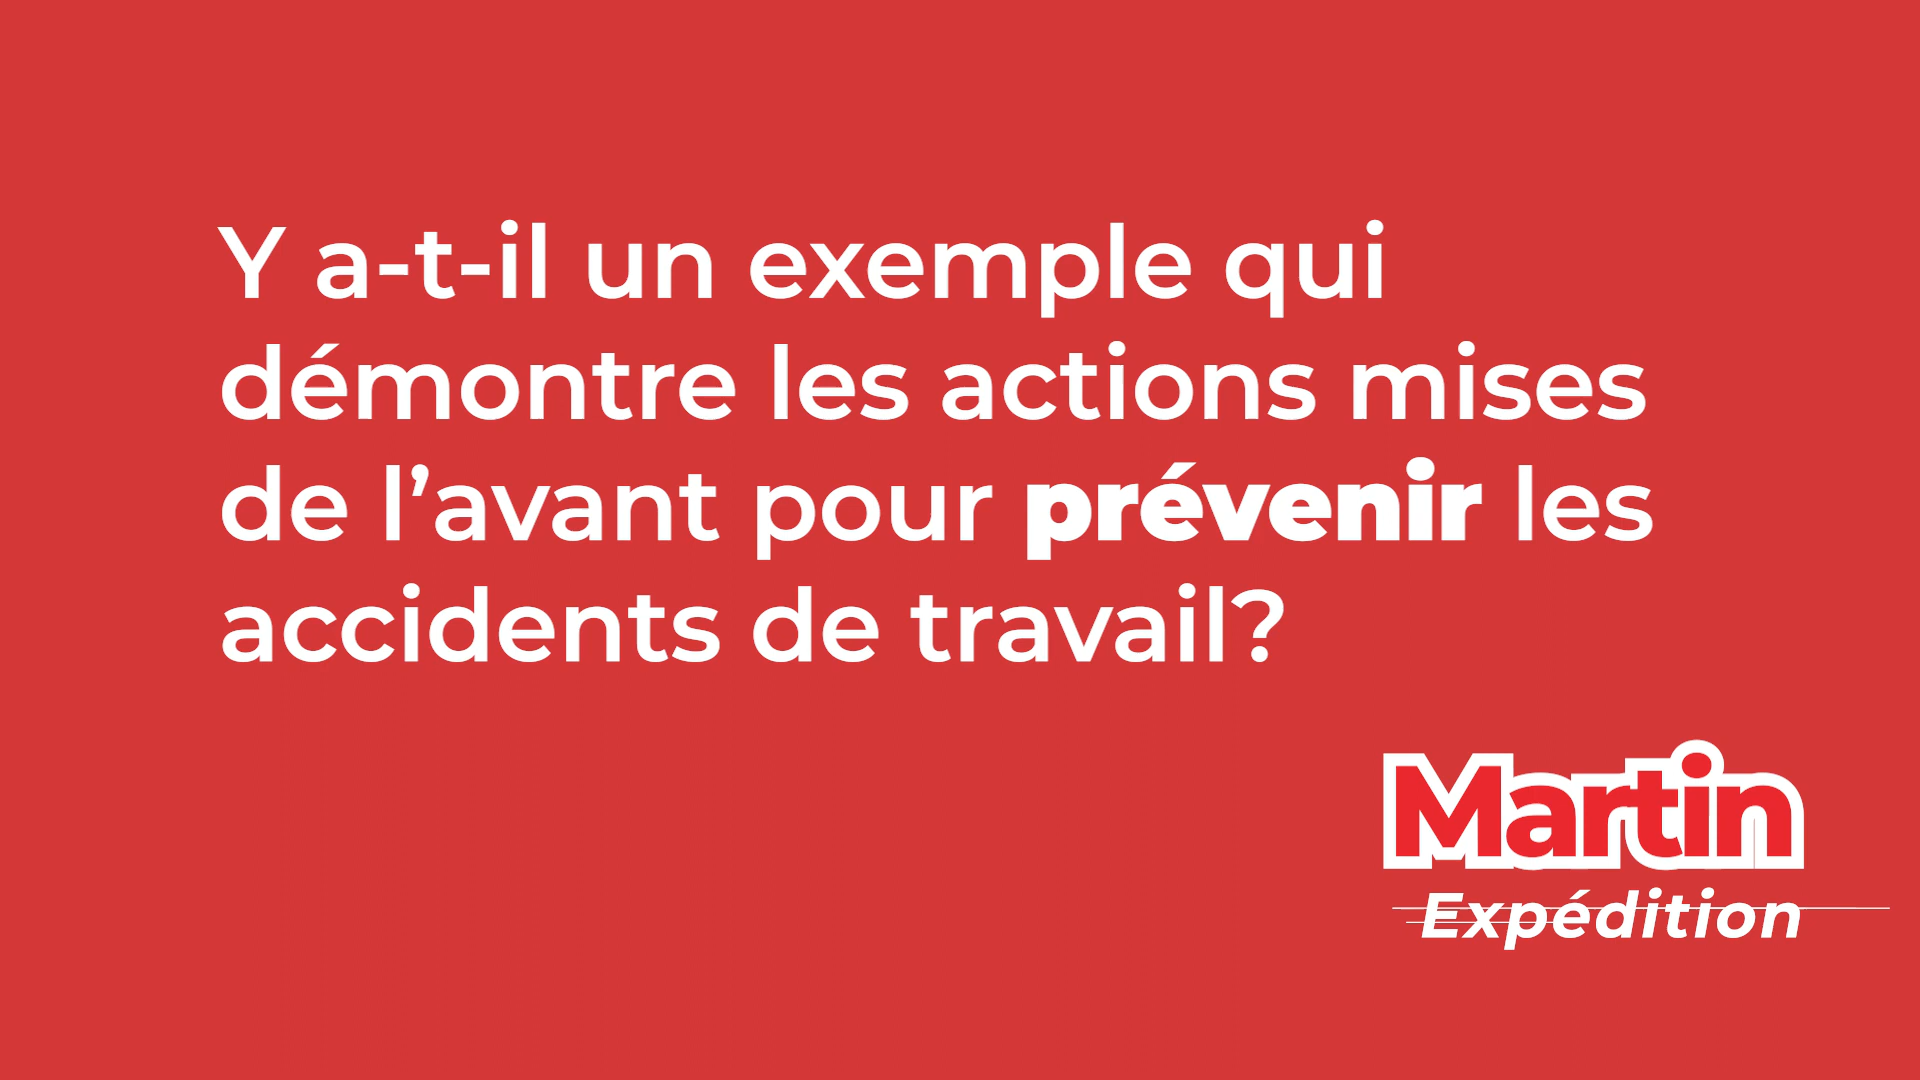 Y a-t-il un exemple qui
démontre les actions mises
de l’avant pour prévenir les
accidents de travail?
Martin
Expédition